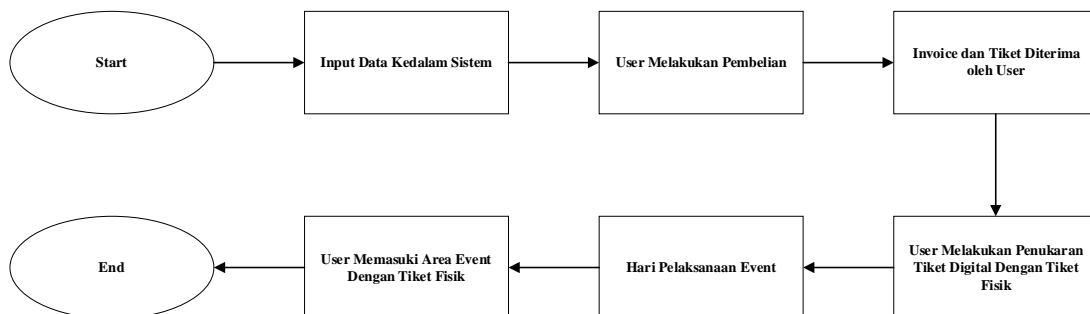 Start
Input Data Kedalam Sistem
User Melakukan Pembelian
Invoice dan Tiket Diterima
oleh User
User Melakukan Penukaran
Tiket Digital Dengan Tiket
Fisik
Hari Pelaksanaan Event
User Memasuki Area Event
Dengan Tiket Fisik
End